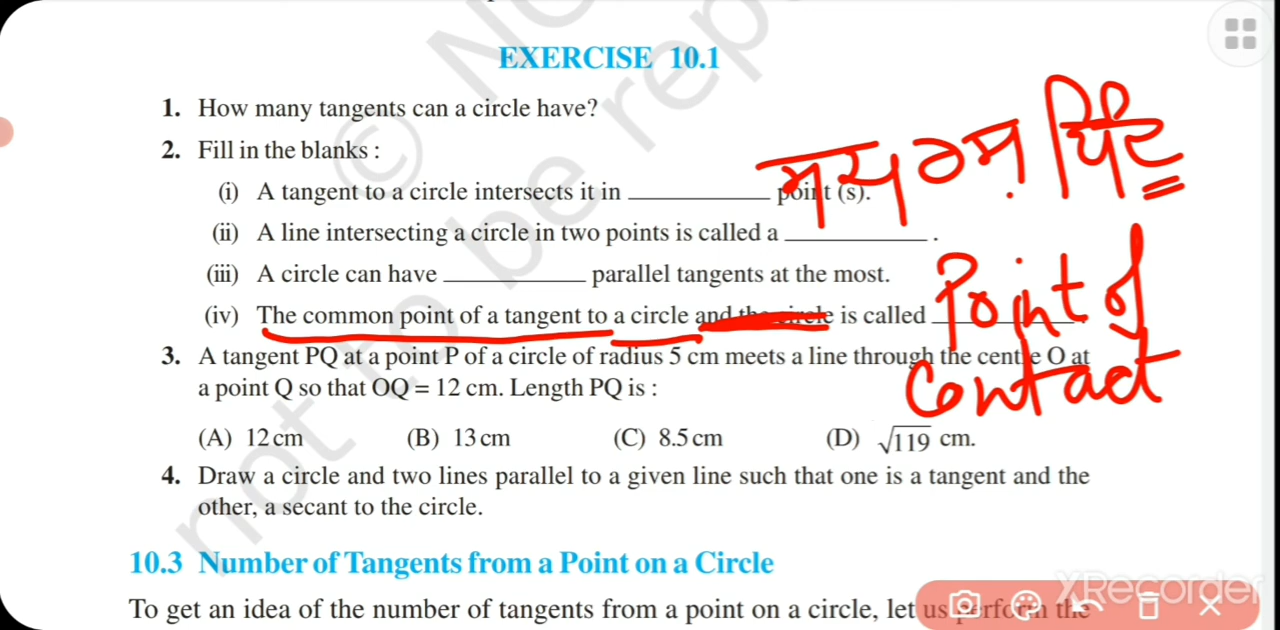 EXERCISE 10.1
1. How many tangents can a circle have?
2. Fill in the blanks :
(i) A tangent to a circle intersects it in __________ point (s).
(ii) A line intersecting a circle in two points is called a __________ .
(iii) A circle can have __________ parallel tangents at the most.
(iv) The common point of a tangent to a circle and the circle is called __________
Point of
Contact
3. A tangent PQ at a point P of a circle of radius 5 cm meets a line through the centre O at
a point Q so that OQ = 12 cm. Length PQ is :
(A) 12 cm (B) 13 cm (C) 8.5 cm (D) √119 cm.
4. Draw a circle and two lines parallel to a given line such that one is a tangent and the
other, a secant to the circle.
10.3 Number of Tangents from a Point on a Circle
To get an idea of the number of tangents from a point on a circle, let us perform the
XRecorder
© No
not to be rep